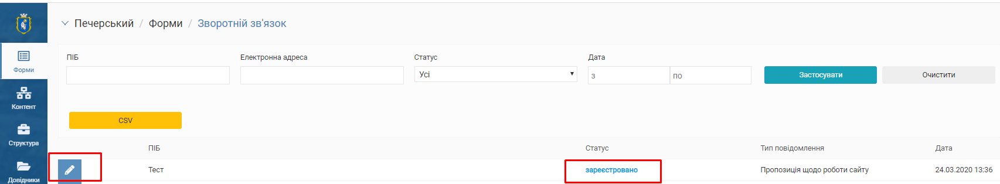 Печерський / Форми / Зворотній зв'язок
ПІБ Електронна адреса Статус Дата
Усі з по Застосувати Очистити
CSV
ПІБ Статус Тип повідомлення Дата
Тест зареєстровано Пропозиція щодо роботи сайту 24.03.2020 13:36
Форми
Контент
Структура
Довідники